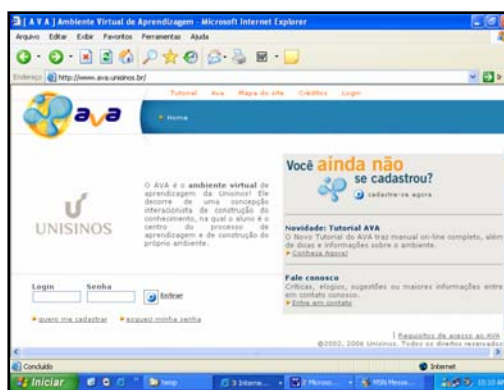 [ A V A ] Ambiente Virtual de Aprendizagem - Microsoft Internet Explorer
Arquivo Editar Exibir Favoritos Ferramentas Ajuda
Endereço http://www.ava.unisinos.br/
Tutorial Ava Mapa do site Créditos Login
ava
Home
Você ainda não
se cadastrou?
cadastre-se agora
UNISINOS
O AVA é o ambiente virtual de
aprendizagem da Unisinos! Ele
decorre de uma concepção
interacionista de construção do
conhecimento, na qual o aluno é o
centro do processo de
aprendizagem e de construção do
próprio ambiente.
Novidade: Tutorial AVA
O Novo Tutorial do AVA traz manual on-line completo, além
de dicas e informações sobre o ambiente.
Conheça Agora!
Fale conosco
Críticas, elogios, sugestões ou maiores informações entre
em contato conosco.
Entre em contato
Login Senha
Entrar
quero me cadastrar esqueci minha senha
| Requisitos de acesso ao AVA
©2002, 2006 Unisinos. Todos os direitos reservados
Concluído Internet
Iniciar temp 3 Interne... 2 Micros... MSN Messe...